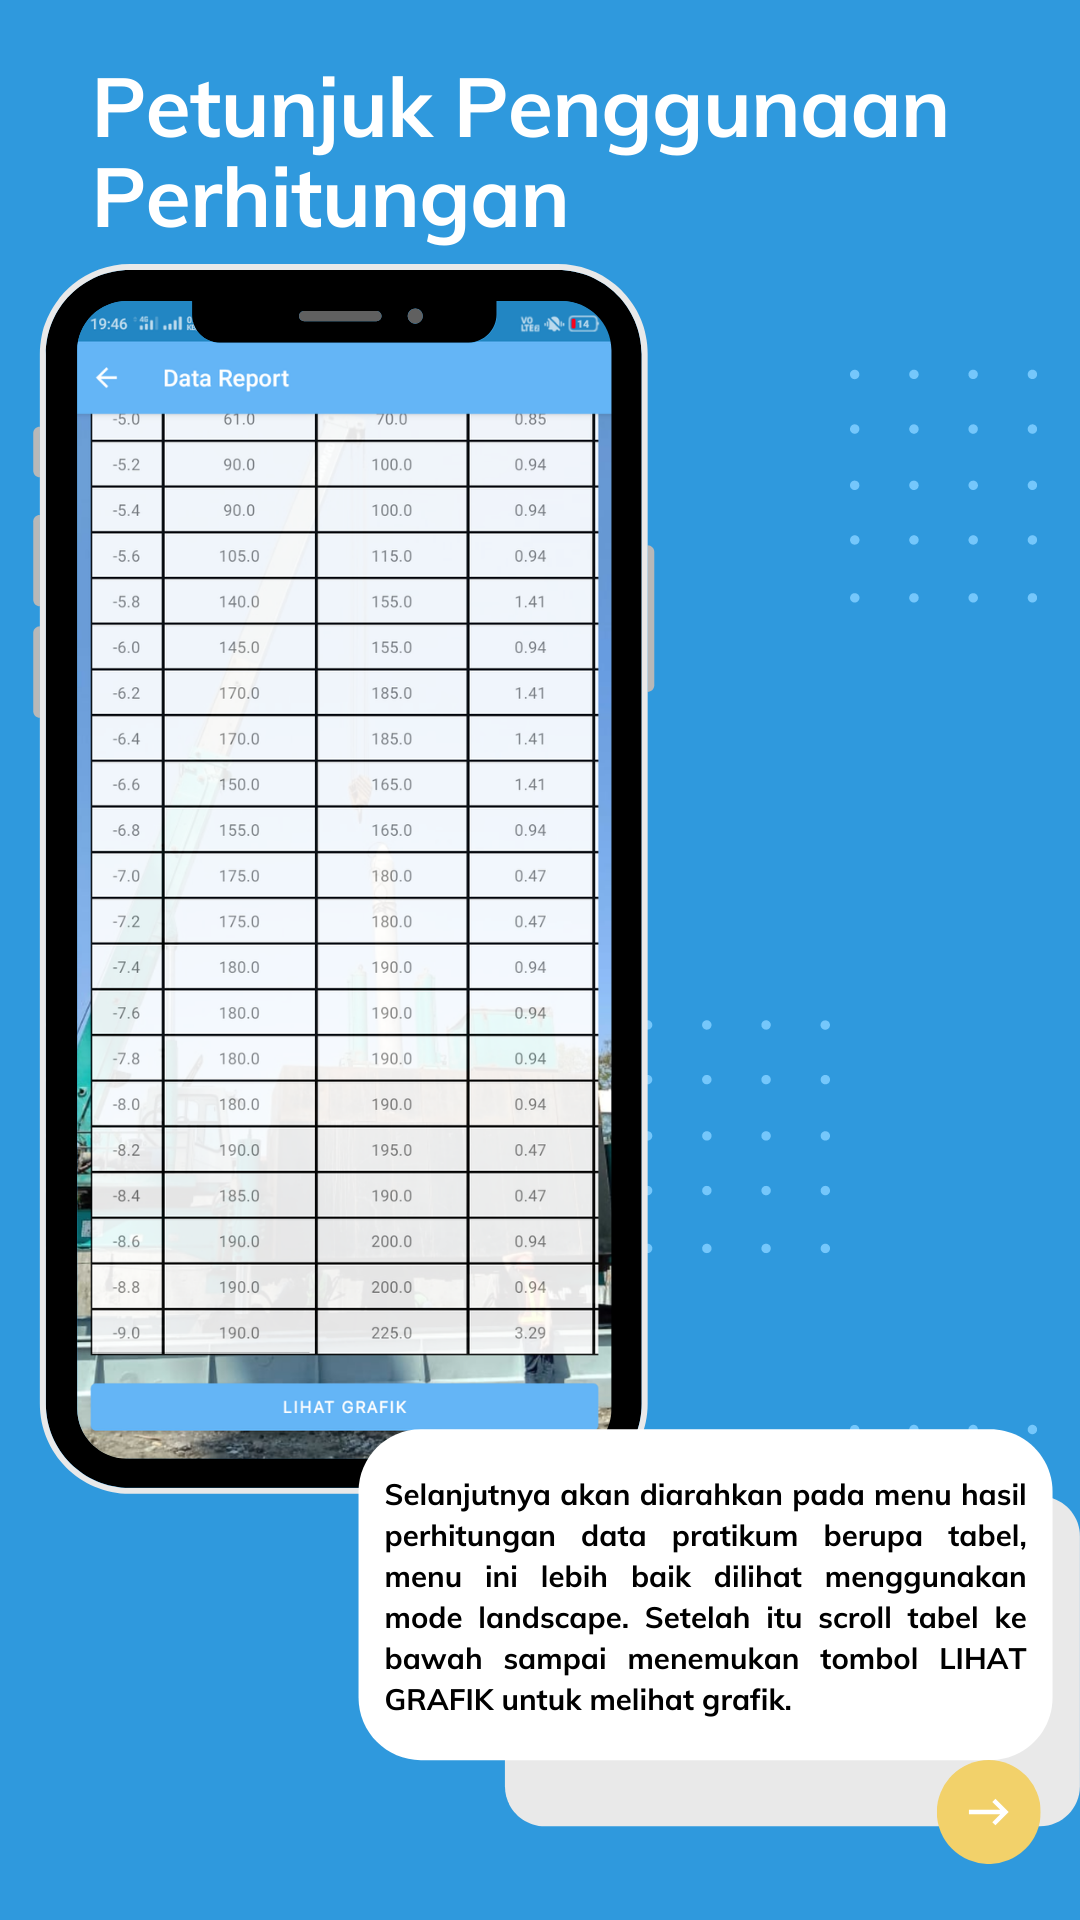 Petunjuk Penggunaan
Perhitungan
19:46 4G
VO LTE 14
Data Report
-5.0 61.0 70.0 0.85
-5.2 90.0 100.0 0.94
-5.4 90.0 100.0 0.94
-5.6 105.0 115.0 0.94
-5.8 140.0 155.0 1.41
-6.0 145.0 155.0 0.94
-6.2 170.0 185.0 1.41
-6.4 170.0 185.0 1.41
-6.6 150.0 165.0 1.41
-6.8 155.0 165.0 0.94
-7.0 175.0 180.0 0.47
-7.2 175.0 180.0 0.47
-7.4 180.0 190.0 0.94
-7.6 180.0 190.0 0.94
-7.8 180.0 190.0 0.94
-8.0 180.0 190.0 0.94
-8.2 190.0 195.0 0.47
-8.4 185.0 190.0 0.47
-8.6 190.0 200.0 0.94
-8.8 190.0 200.0 0.94
-9.0 190.0 225.0 3.29
LIHAT GRAFIK
Selanjutnya akan diarahkan pada menu hasil
perhitungan data pratikum berupa tabel,
menu ini lebih baik dilihat menggunakan
mode landscape. Setelah itu scroll tabel ke
bawah sampai menemukan tombol LIHAT
GRAFIK untuk melihat grafik.